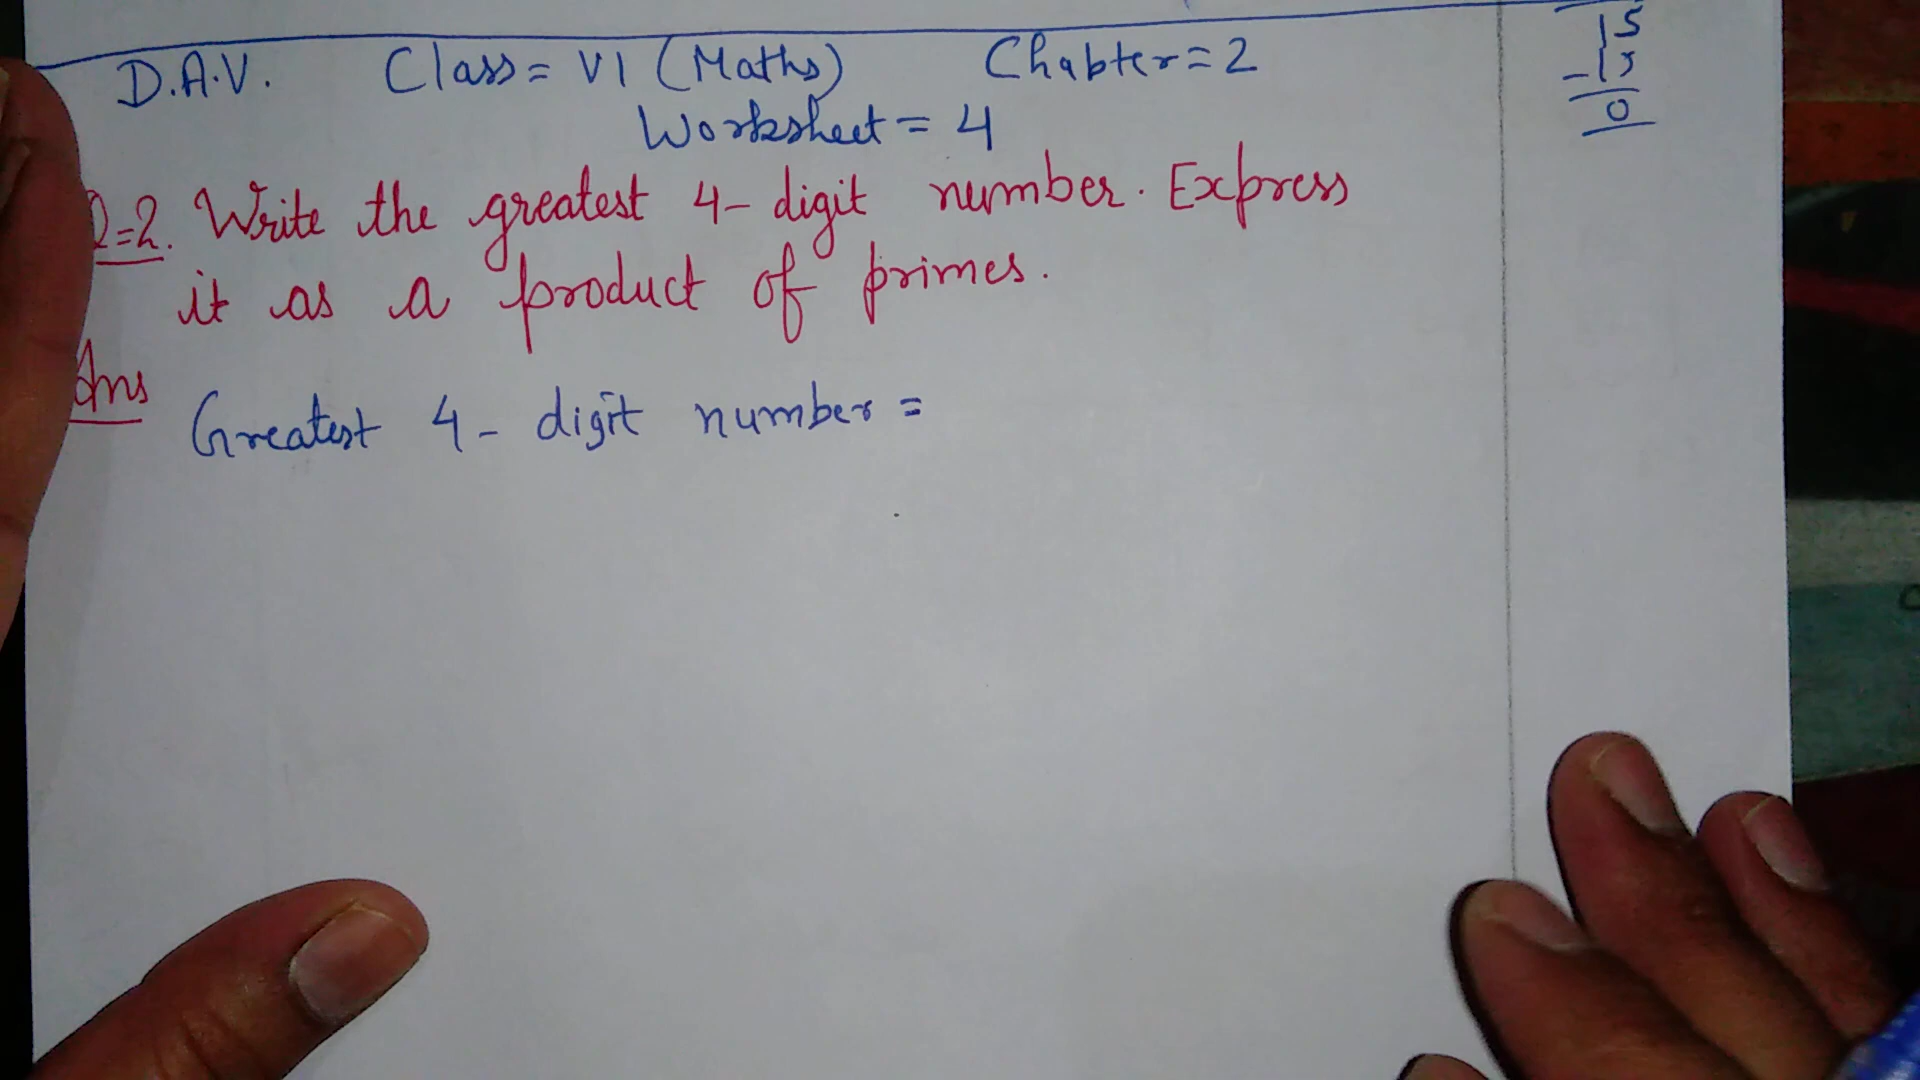 D.A.V. Class = VI (Maths) Chapter = 2
Worksheet = 4
Q=2. Write the greatest 4-digit number. Express
it as a product of primes.
Ans
Greatest 4-digit number =
15
-15
0